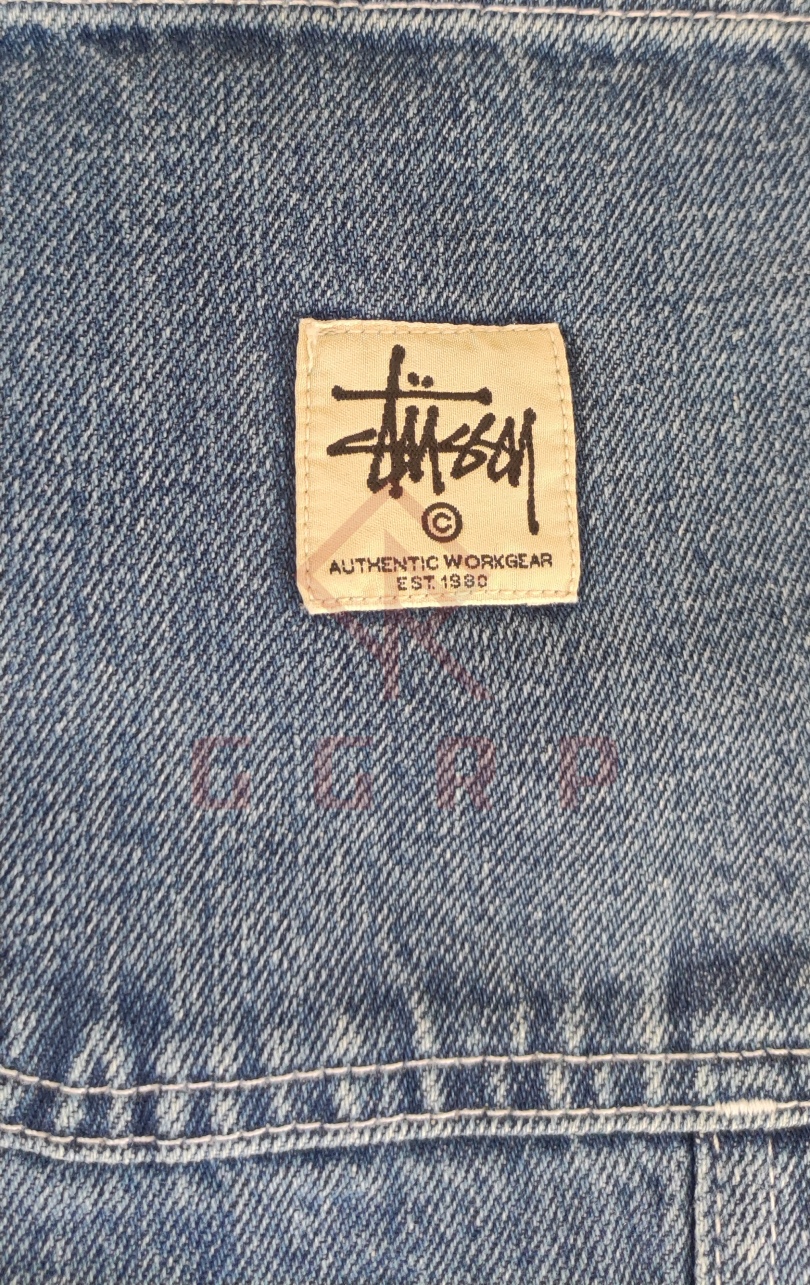 Stüssy
©
AUTHENTIC WORKGEAR
EST. 1980
GGRP